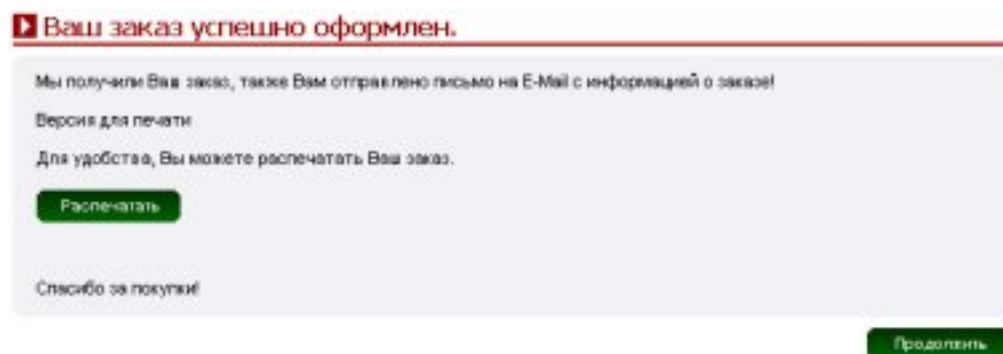 Ваш заказ успешно оформлен.
Мы получили Ваш заказ, также Вам отправлено письмо на E-Mail с информацией о заказе!
Версия для печати
Для удобства, Вы можете распечатать Ваш заказ.
Распечатать
Спасибо за покупки!
Продолжить